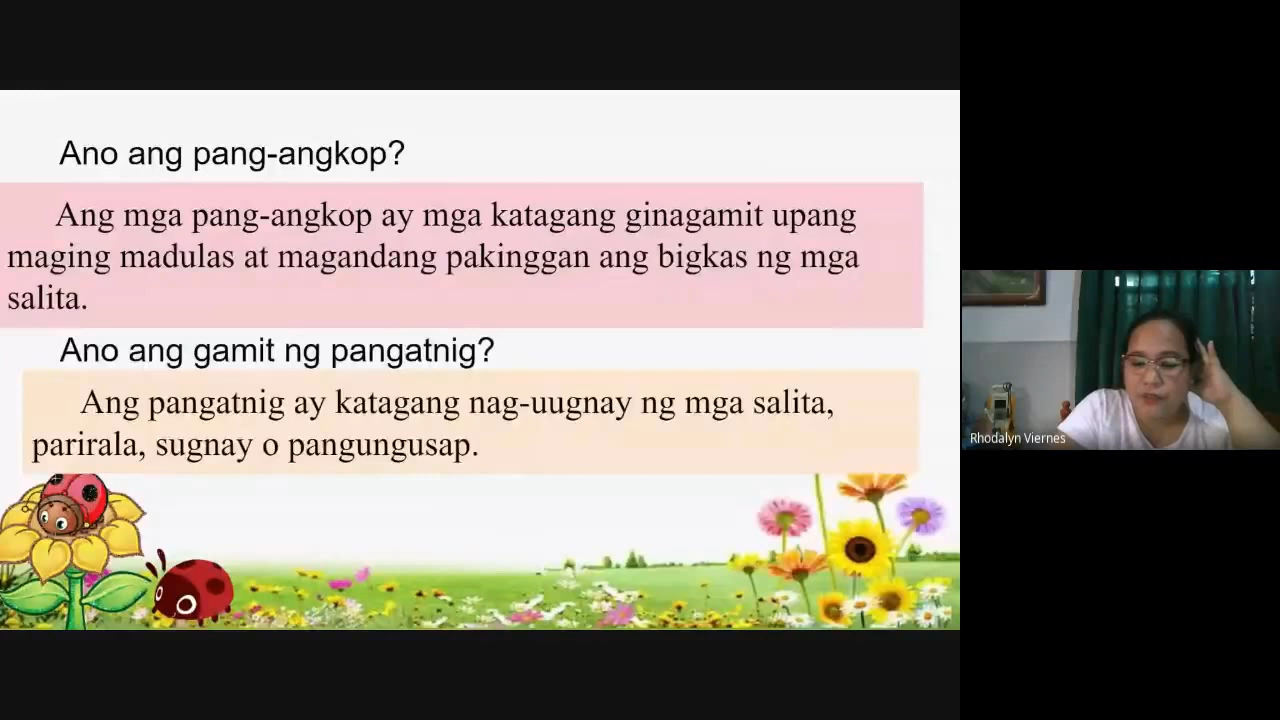 Ano ang pang-angkop?
Ang mga pang-angkop ay mga katagang ginagamit upang
maging madulas at magandang pakinggan ang bigkas ng mga
salita.
Ano ang gamit ng pangatnig?
Ang pangatnig ay katagang nag-uugnay ng mga salita,
parirala, sugnay o pangungusap.
Rhodalyn Viernes